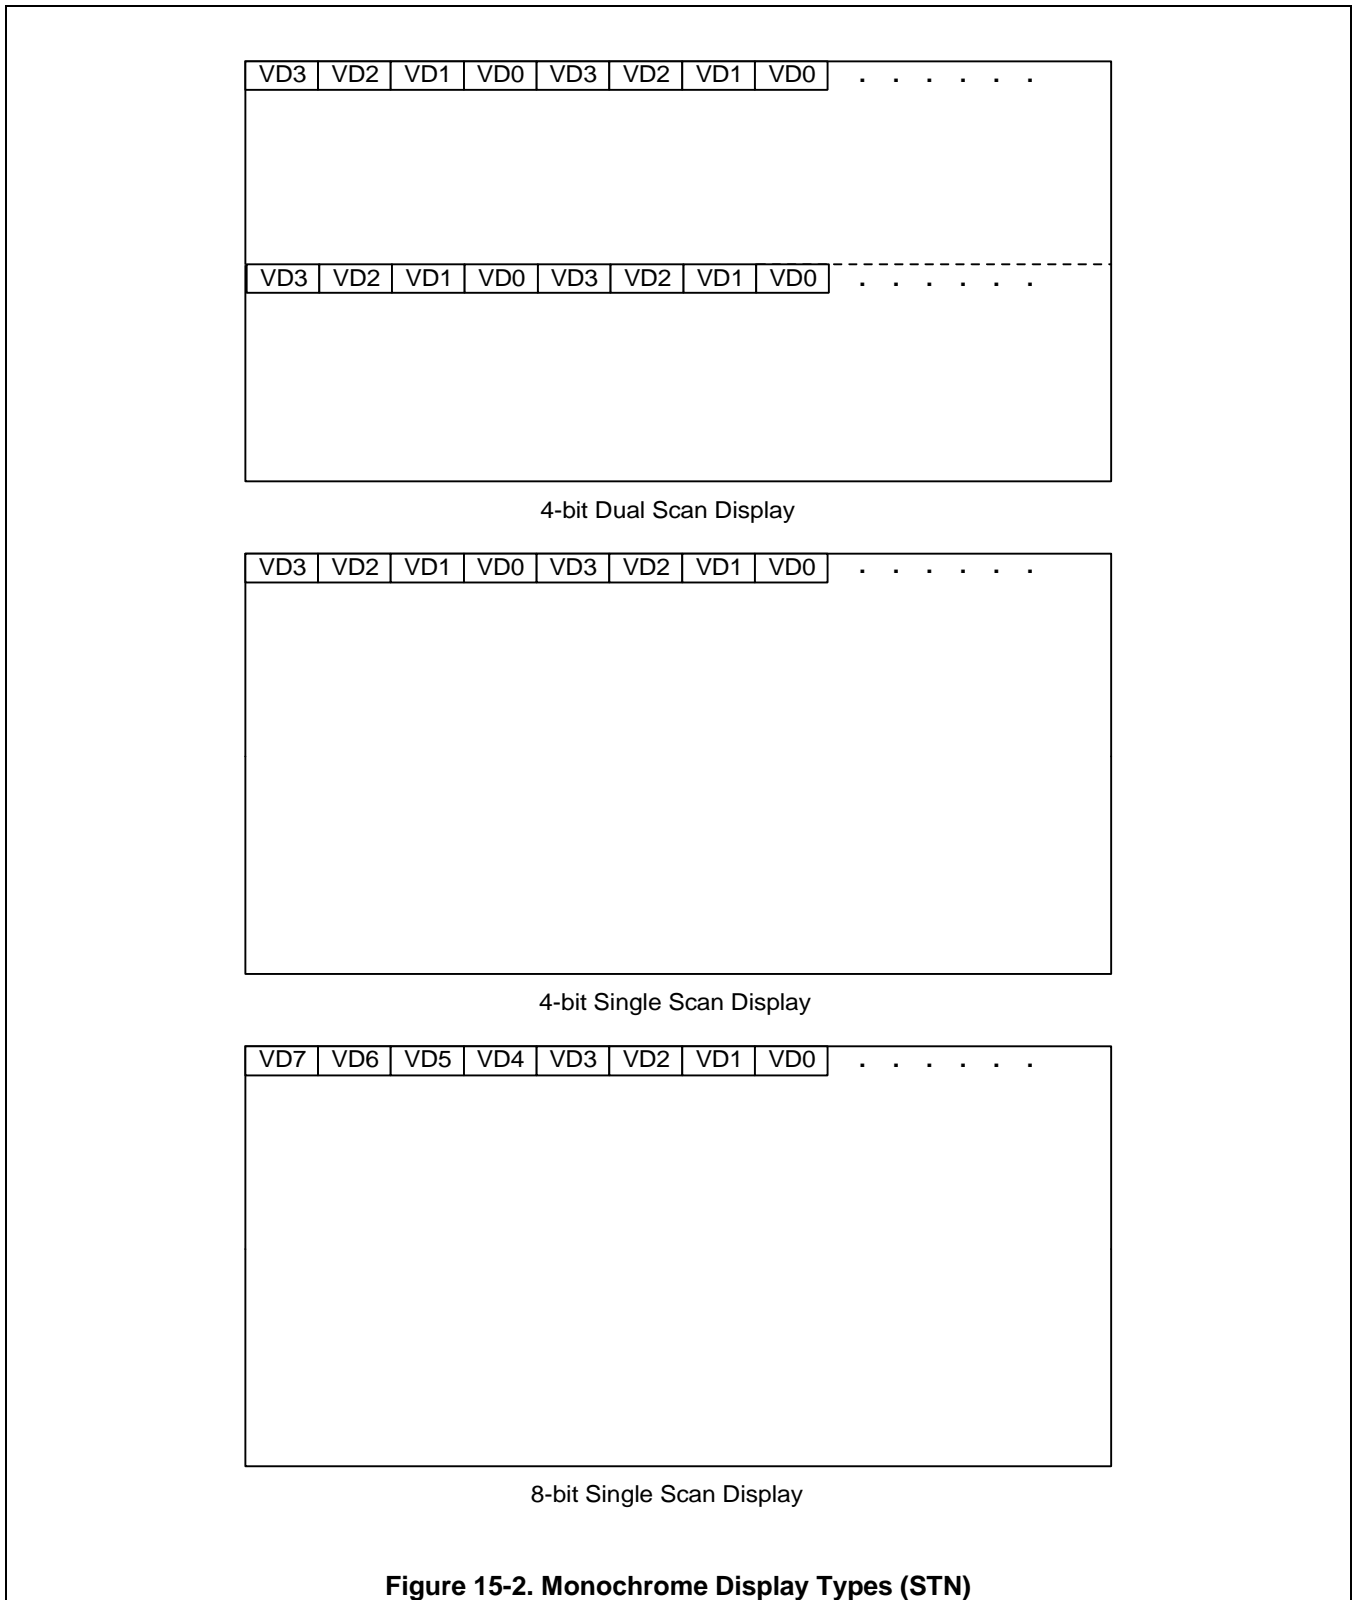 VD3 VD2 VD1 VD0 VD3 VD2 VD1 VD0 . . . . . .
VD3 VD2 VD1 VD0 VD3 VD2 VD1 VD0 . . . . . .
4-bit Dual Scan Display
VD3 VD2 VD1 VD0 VD3 VD2 VD1 VD0 . . . . . .
4-bit Single Scan Display
VD7 VD6 VD5 VD4 VD3 VD2 VD1 VD0 . . . . . .
8-bit Single Scan Display
Figure 15-2. Monochrome Display Types (STN)